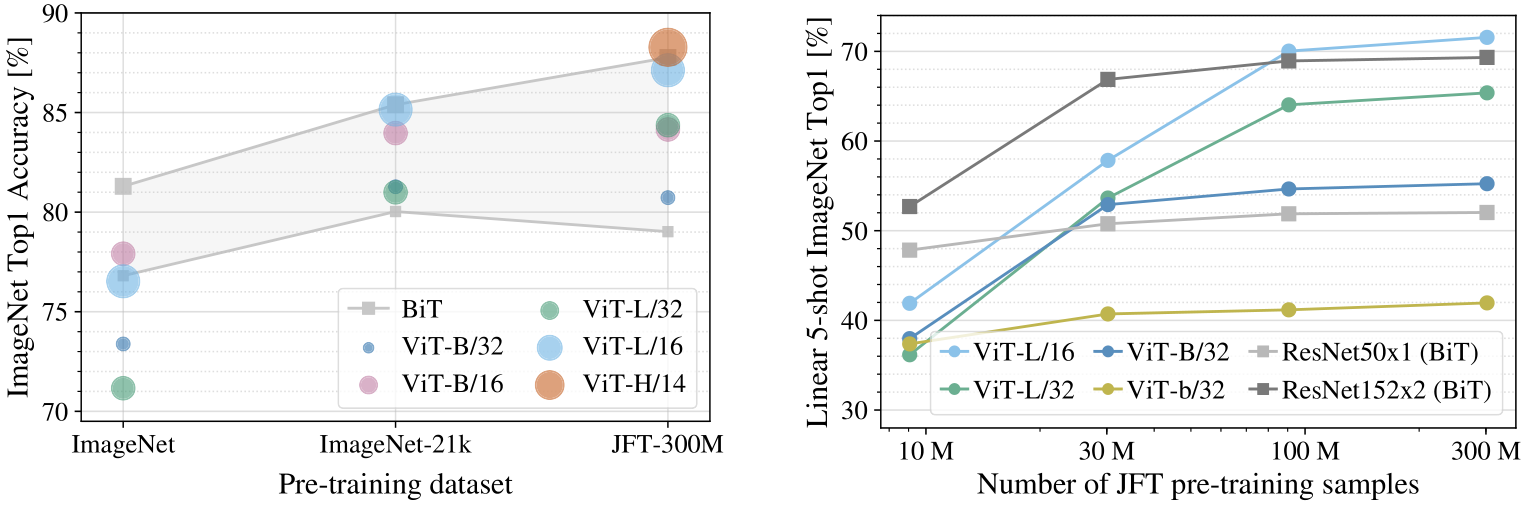 ImageNet Top1 Accuracy [%]
90
85
80
75
70
BiT
ViT-B/32
ViT-B/16
ViT-L/32
ViT-L/16
ViT-H/14
ImageNet
ImageNet-21k
JFT-300M
Pre-training dataset
Linear 5-shot ImageNet Top1 [%]
70
60
50
40
30
ViT-L/16
ViT-L/32
ViT-B/32
ViT-b/32
ResNet50x1 (BiT)
ResNet152x2 (BiT)
10 M
30 M
100 M
300 M
Number of JFT pre-training samples